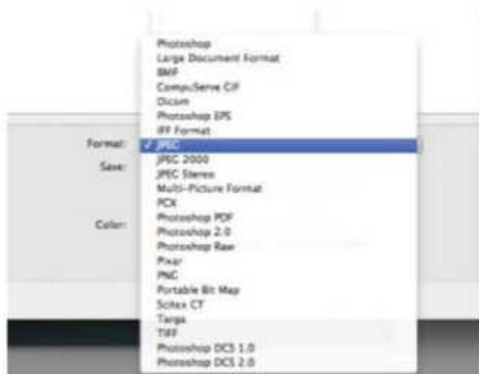 Photoshop
Large Document Format
BMP
CompuServe GIF
Dicom
Photoshop EPS
IFF Format
Format: ✓ JPEG
Save:
JPEG 2000
JPEG Stereo
Multi-Picture Format
PCX
Photoshop PDF
Color:
Photoshop 2.0
Photoshop Raw
Pixar
PNG
Portable Bit Map
Scitex CT
Targa
TIFF
Photoshop DCS 1.0
Photoshop DCS 2.0